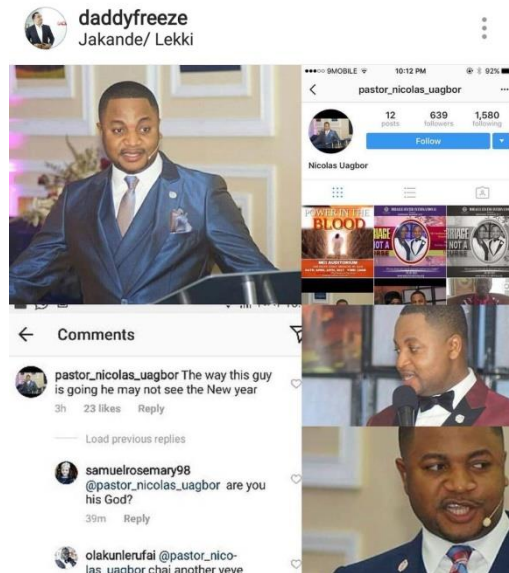 daddyfreeze
Jakande/ Lekki
9MOBILE 10:12 PM 92%
pastor_nicolas_uagbor
12 639 1,580
posts followers following
Follow
Nicolas Uagbor
POWER IN THE
BLOOD
Comments
pastor_nicolas_uagbor The way this guy
is going he may not see the New year
3h 23 likes Reply
Load previous replies
samuelrosemary98
@pastor_nicolas_uagbor are you
his God?
39m Reply
olakunlerufai @pastor_nico-
las_uagbor chai another yeye